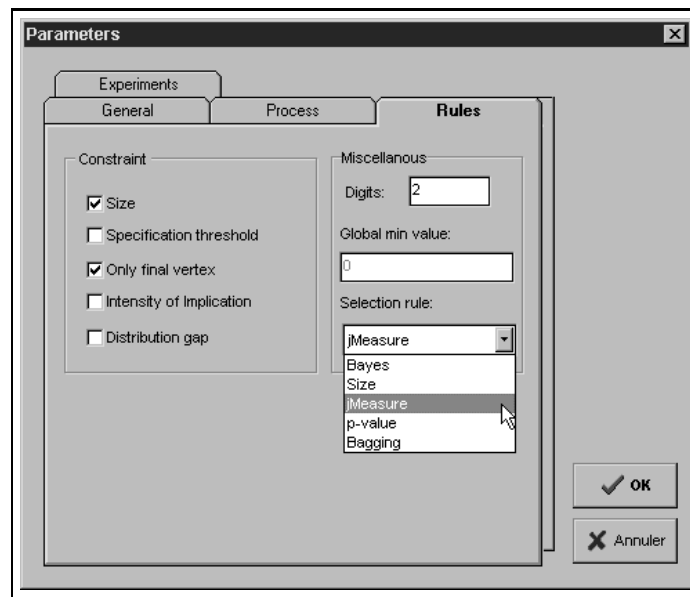 Parameters
Experiments
General Process Rules
Constraint
Size
Specification threshold
Only final vertex
Intensity of Implication
Distribution gap
Miscellanous
Digits: 2
Global min value:
0
Selection rule:
jMeasure
Bayes
Size
jMeasure
p-value
Bagging
OK
Annuler